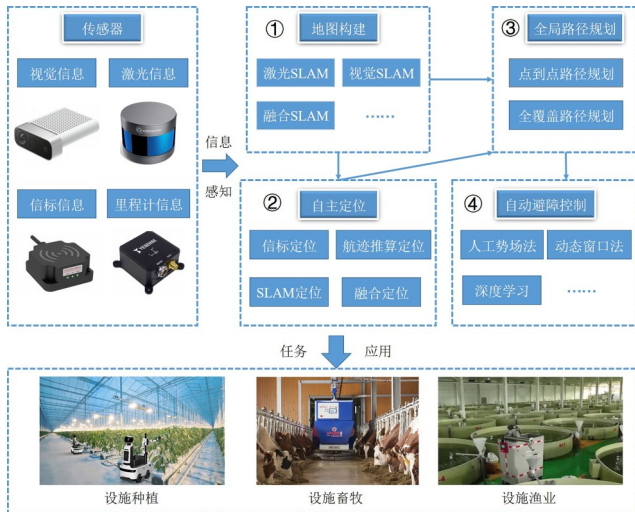 传感器
视觉信息
激光信息
信标信息
里程计信息
信息
感知
①
地图构建
激光SLAM
视觉SLAM
融合SLAM
……
③
全局路径规划
点到点路径规划
全覆盖路径规划
②
自主定位
信标定位
航迹推算定位
SLAM定位
融合定位
④
自动避障控制
人工势场法
动态窗口法
深度学习
……
任务
应用
设施种植
设施畜牧
设施渔业